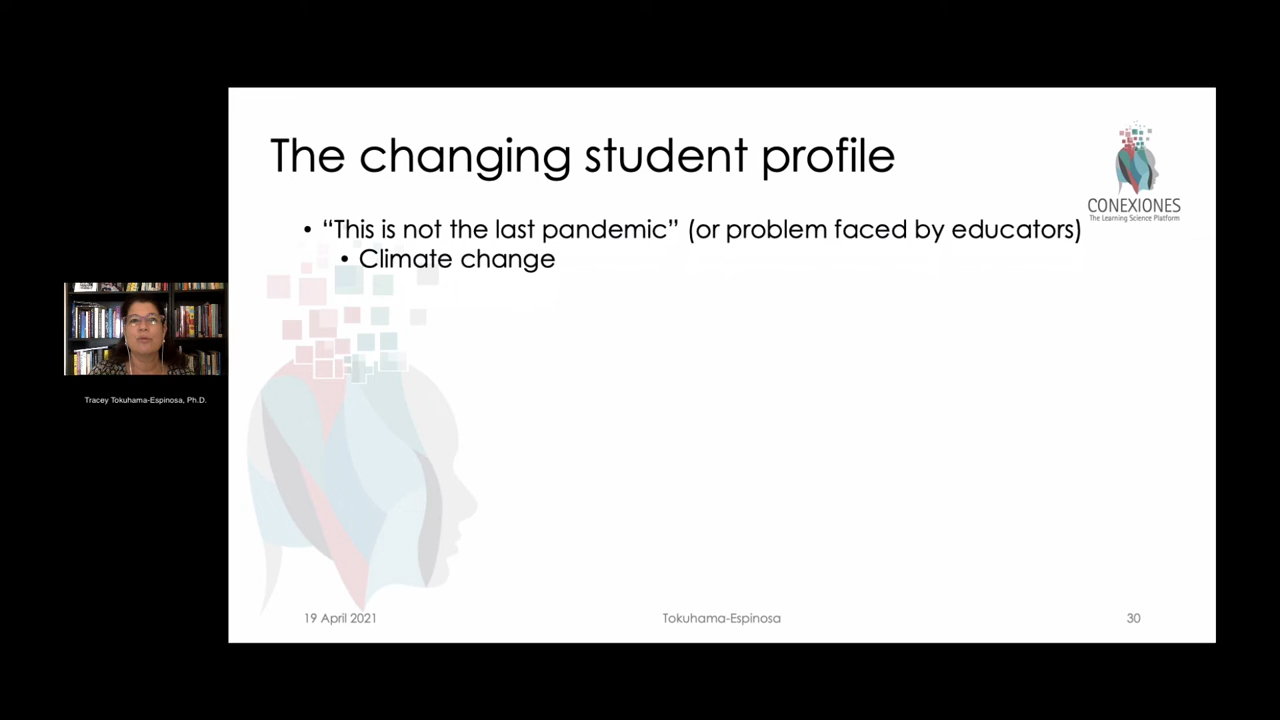 The changing student profile
CONEXIONES
The Learning Science Platform
• “This is not the last pandemic” (or problem faced by educators)
• Climate change
Tracey Tokuhama-Espinosa, Ph.D.
19 April 2021
Tokuhama-Espinosa
30